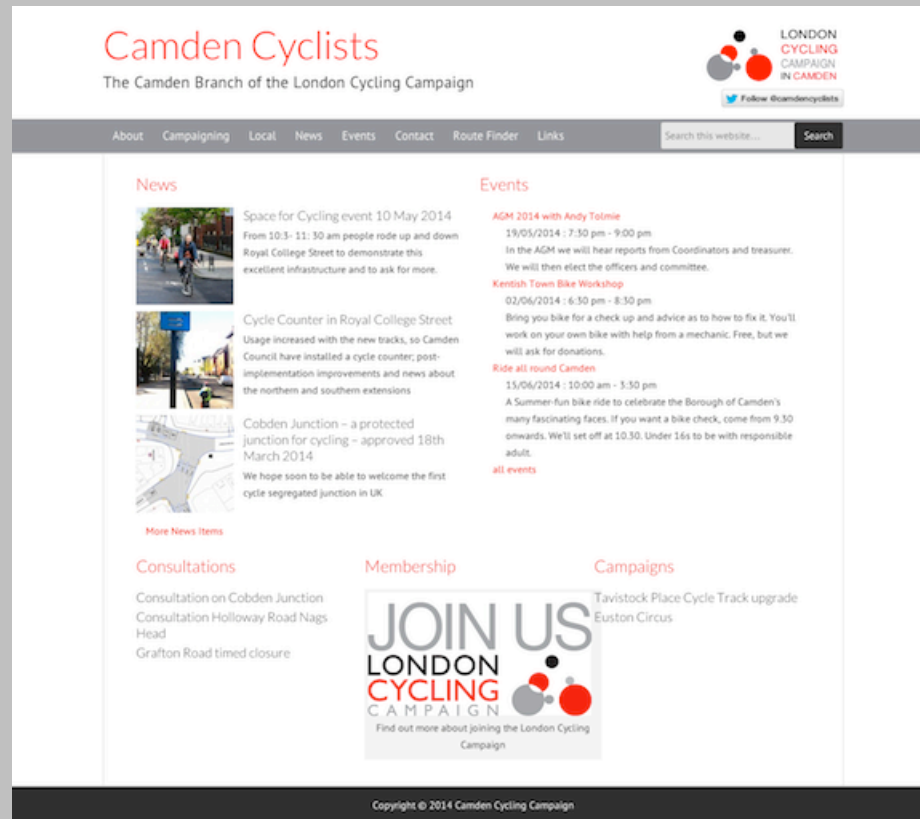 Camden Cyclists
The Camden Branch of the London Cycling Campaign
LONDON
CYCLING
CAMPAIGN
IN CAMDEN
Follow @camdencyclists
About Campaigning Local News Events Contact Route Finder Links
Search this website.... Search
News
Space for Cycling event 10 May 2014
From 10:3- 11: 30 am people rode up and down
Royal College Street to demonstrate this
excellent infrastructure and to ask for more.
Cycle Counter in Royal College Street
Usage increased with the new tracks, so Camden
Council have installed a cycle counter; post-
implementation improvements and news about
the northern and southern extensions
Cobden Junction – a protected
junction for cycling – approved 18th
March 2014
We hope soon to be able to welcome the first
cycle segregated junction in UK
More News Items
Events
AGM 2014 with Andy Tolmie
19/05/2014 : 7:30 pm - 9:00 pm
In the AGM we will hear reports from Coordinators and treasurer.
We will then elect the officers and committee.
Kentish Town Bike Workshop
02/06/2014 : 6:30 pm - 8:30 pm
Bring you bike for a check up and advice as to how to fix it. You'll
work on your own bike with help from a mechanic. Free, but we
will ask for donations.
Ride all round Camden
15/06/2014 : 10:00 am - 3:30 pm
A Summer-fun bike ride to celebrate the Borough of Camden's
many fascinating faces. If you want a bike check, come from 9.30
onwards. We'll set off at 10.30. Under 16s to be with responsible
adult.
all events
Consultations
Consultation on Cobden Junction
Consultation Holloway Road Nags
Head
Grafton Road timed closure
Membership
JOIN US
LONDON
CYCLING
CAMPAIGN
Find out more about joining the London Cycling
Campaign
Campaigns
Tavistock Place Cycle Track upgrade
Euston Circus
Copyright © 2014 Camden Cycling Campaign